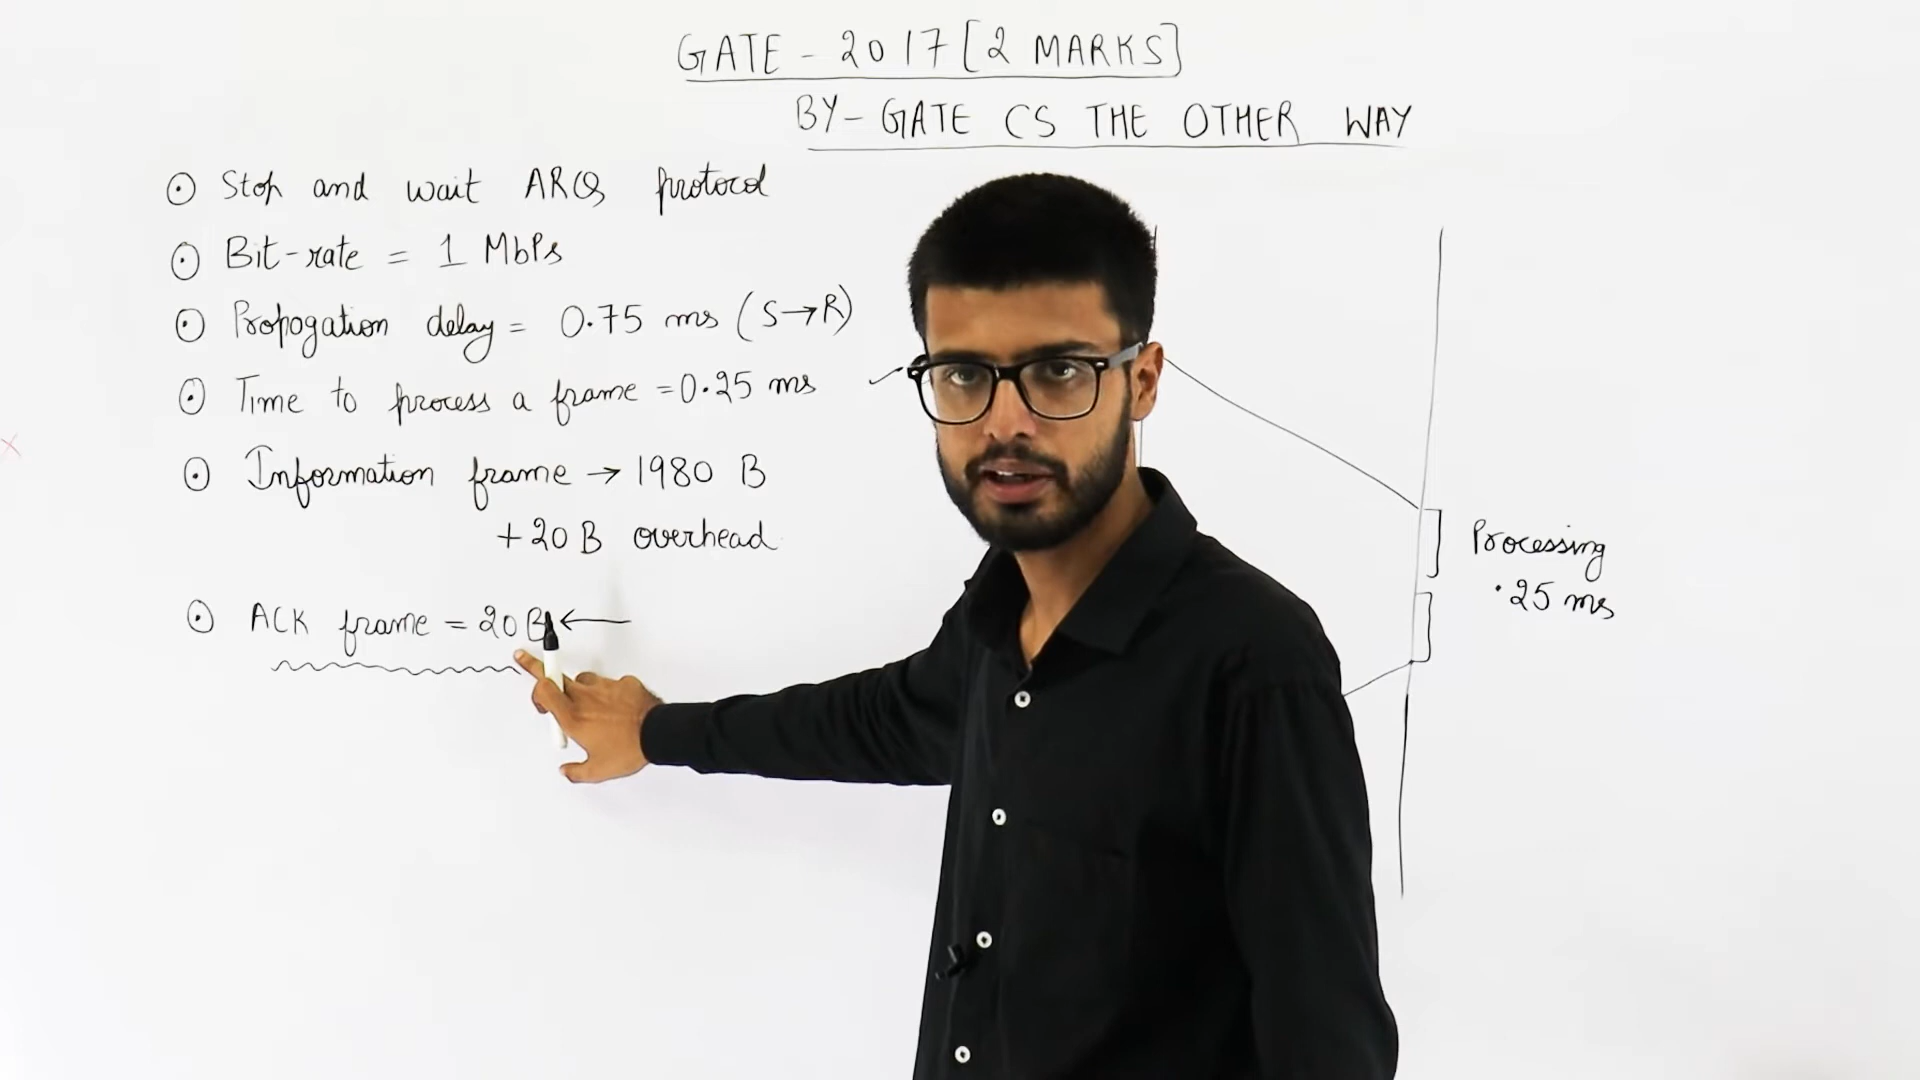 GATE - 2017 [2 MARKS]
BY - GATE CS THE OTHER WAY
Stop and wait ARQ protocol
Bit-rate = 1 Mbps
Propogation delay = 0.75 ms (S→R)
Time to process a frame = 0.25 ms
Information frame → 1980 B
+ 20 B overhead
ACK frame = 20 B ←
Processing
.25 ms